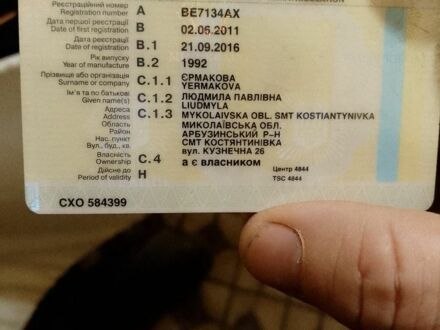 Реєстраційний номер
Registration number A BE7134AX
Дата першої реєстрації
Date of first registration B 02.06.2011
Дата реєстрації
Date of registration B.1 21.09.2016
Рік випуску
Year of manufacture B.2 1992
Прізвище або організація C.1.1 ЄРМАКОВА
Surname or company YERMAKOVA
Ім'я та по батькові C.1.2 ЛЮДМИЛА ПАВЛІВНА
Given name(s) LIUDMYLA
Адреса C.1.3 MYKOLAIVSKA OBL. SMT KOSTIANTYNIVKA
Address МИКОЛАЇВСЬКА ОБЛ.
Область АРБУЗИНСЬКИЙ Р-Н
Район СМТ КОСТЯНТИНІВКА
Нас. пункт вул. КУЗНЕЧНА 26
Вул., буд., кв.
Власність C.4 а є власником
Ownership
Дійсне до H Центр 4844
Period of validity TSC 4844
СХО 584399